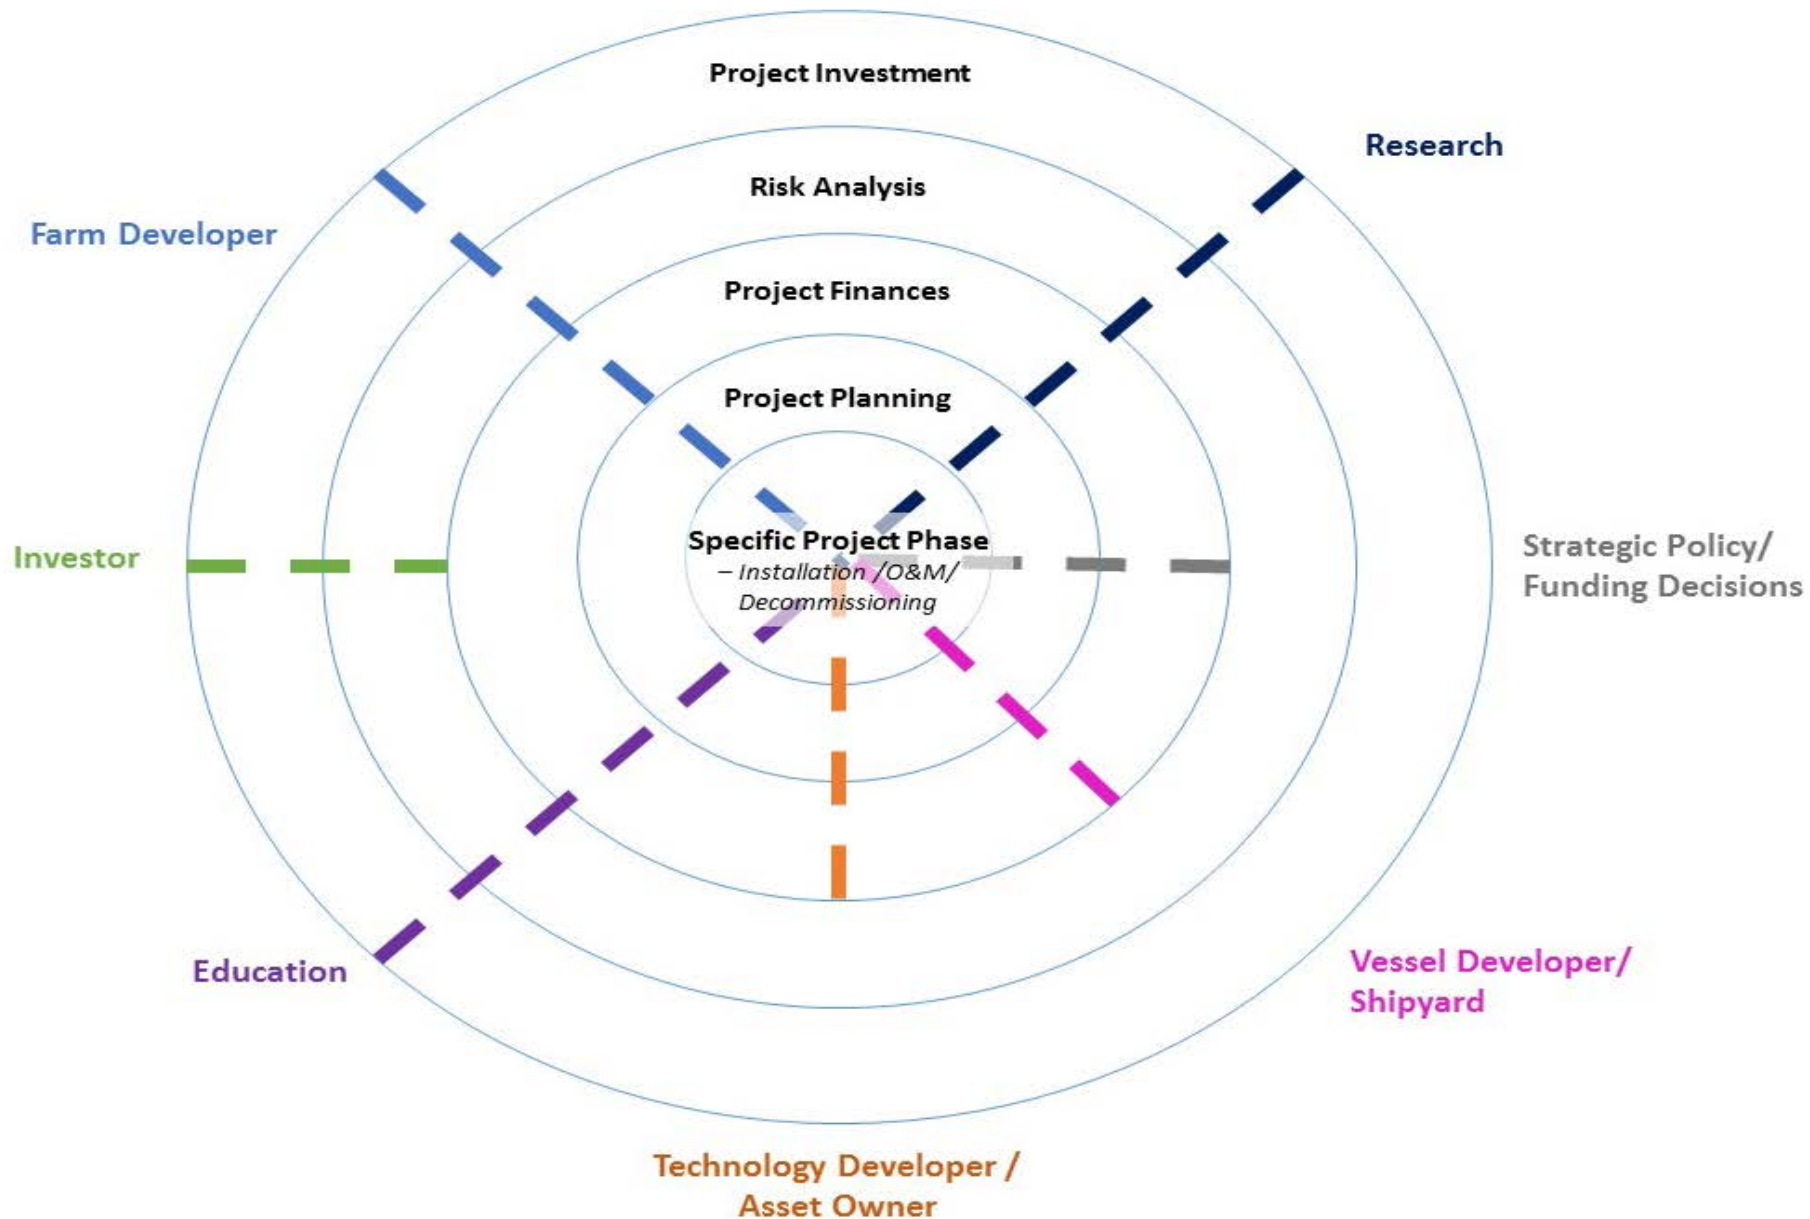 Project Investment
Research
Risk Analysis
Farm Developer
Project Finances
Project Planning
Specific Project Phase
– Installation /O&M/
Decommissioning
Investor
Strategic Policy/
Funding Decisions
Education
Vessel Developer/
Shipyard
Technology Developer /
Asset Owner